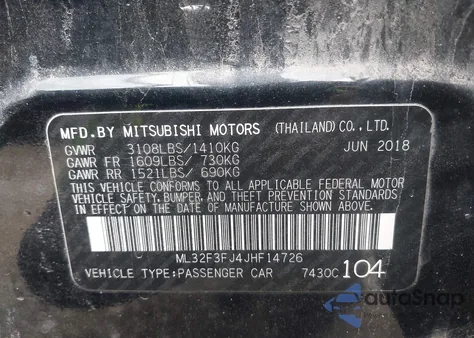 MFD.BY MITSUBISHI MOTORS (THAILAND) CO., LTD.
GVWR 3108LBS/1410KG JUN 2018
GAWR FR 1609LBS/ 730KG
GAWR RR 1521LBS/ 690KG
THIS VEHICLE CONFORMS TO ALL APPLICABLE FEDERAL MOTOR
VEHICLE SAFETY, BUMPER, AND THEFT PREVENTION STANDARDS
IN EFFECT ON THE DATE OF MANUFACTURE SHOWN ABOVE.
ML32F3FJ4JHF14726
VEHICLE TYPE:PASSENGER CAR 7430C 104
autoSnap